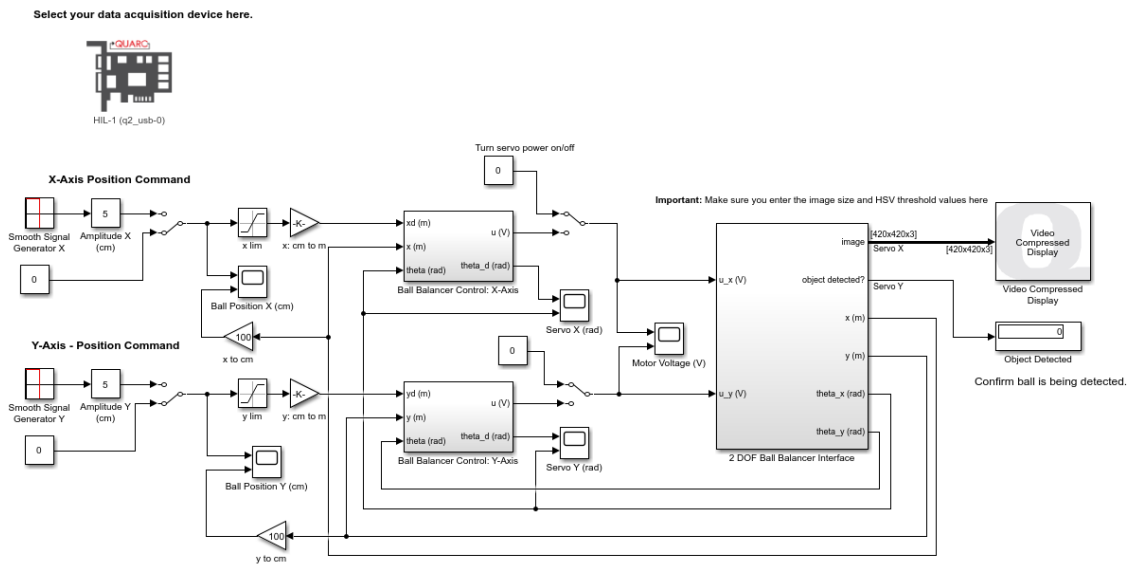 Select your data acquisition device here.
QUARC
HIL-1 (q2_usb-0)
Turn servo power on/off
0
X-Axis Position Command
Smooth Signal
Generator X
5
Amplitude X
(cm)
0
x lim
-K-
x: cm to m
Ball Position X (cm)
100
x to cm
xd (m)
x (m)
theta (rad)
u (V)
theta_d (rad)
Ball Balancer Control: X-Axis
Servo X (rad)
Motor Voltage (V)
Important: Make sure you enter the image size and HSV threshold values here
u_x (V)
u_y (V)
image
object detected?
x (m)
y (m)
theta_x (rad)
theta_y (rad)
2 DOF Ball Balancer Interface
[420x420x3]
Servo X
[420x420x3]
Servo Y
Video
Compressed
Display
Video Compressed
Display
0
Object Detected
Confirm ball is being detected.
Y-Axis - Position Command
Smooth Signal
Generator Y
5
Amplitude Y
(cm)
0
y lim
-K-
y: cm to m
Ball Position Y (cm)
100
y to cm
0
yd (m)
y (m)
theta (rad)
u (V)
theta_d (rad)
Ball Balancer Control: Y-Axis
Servo Y (rad)